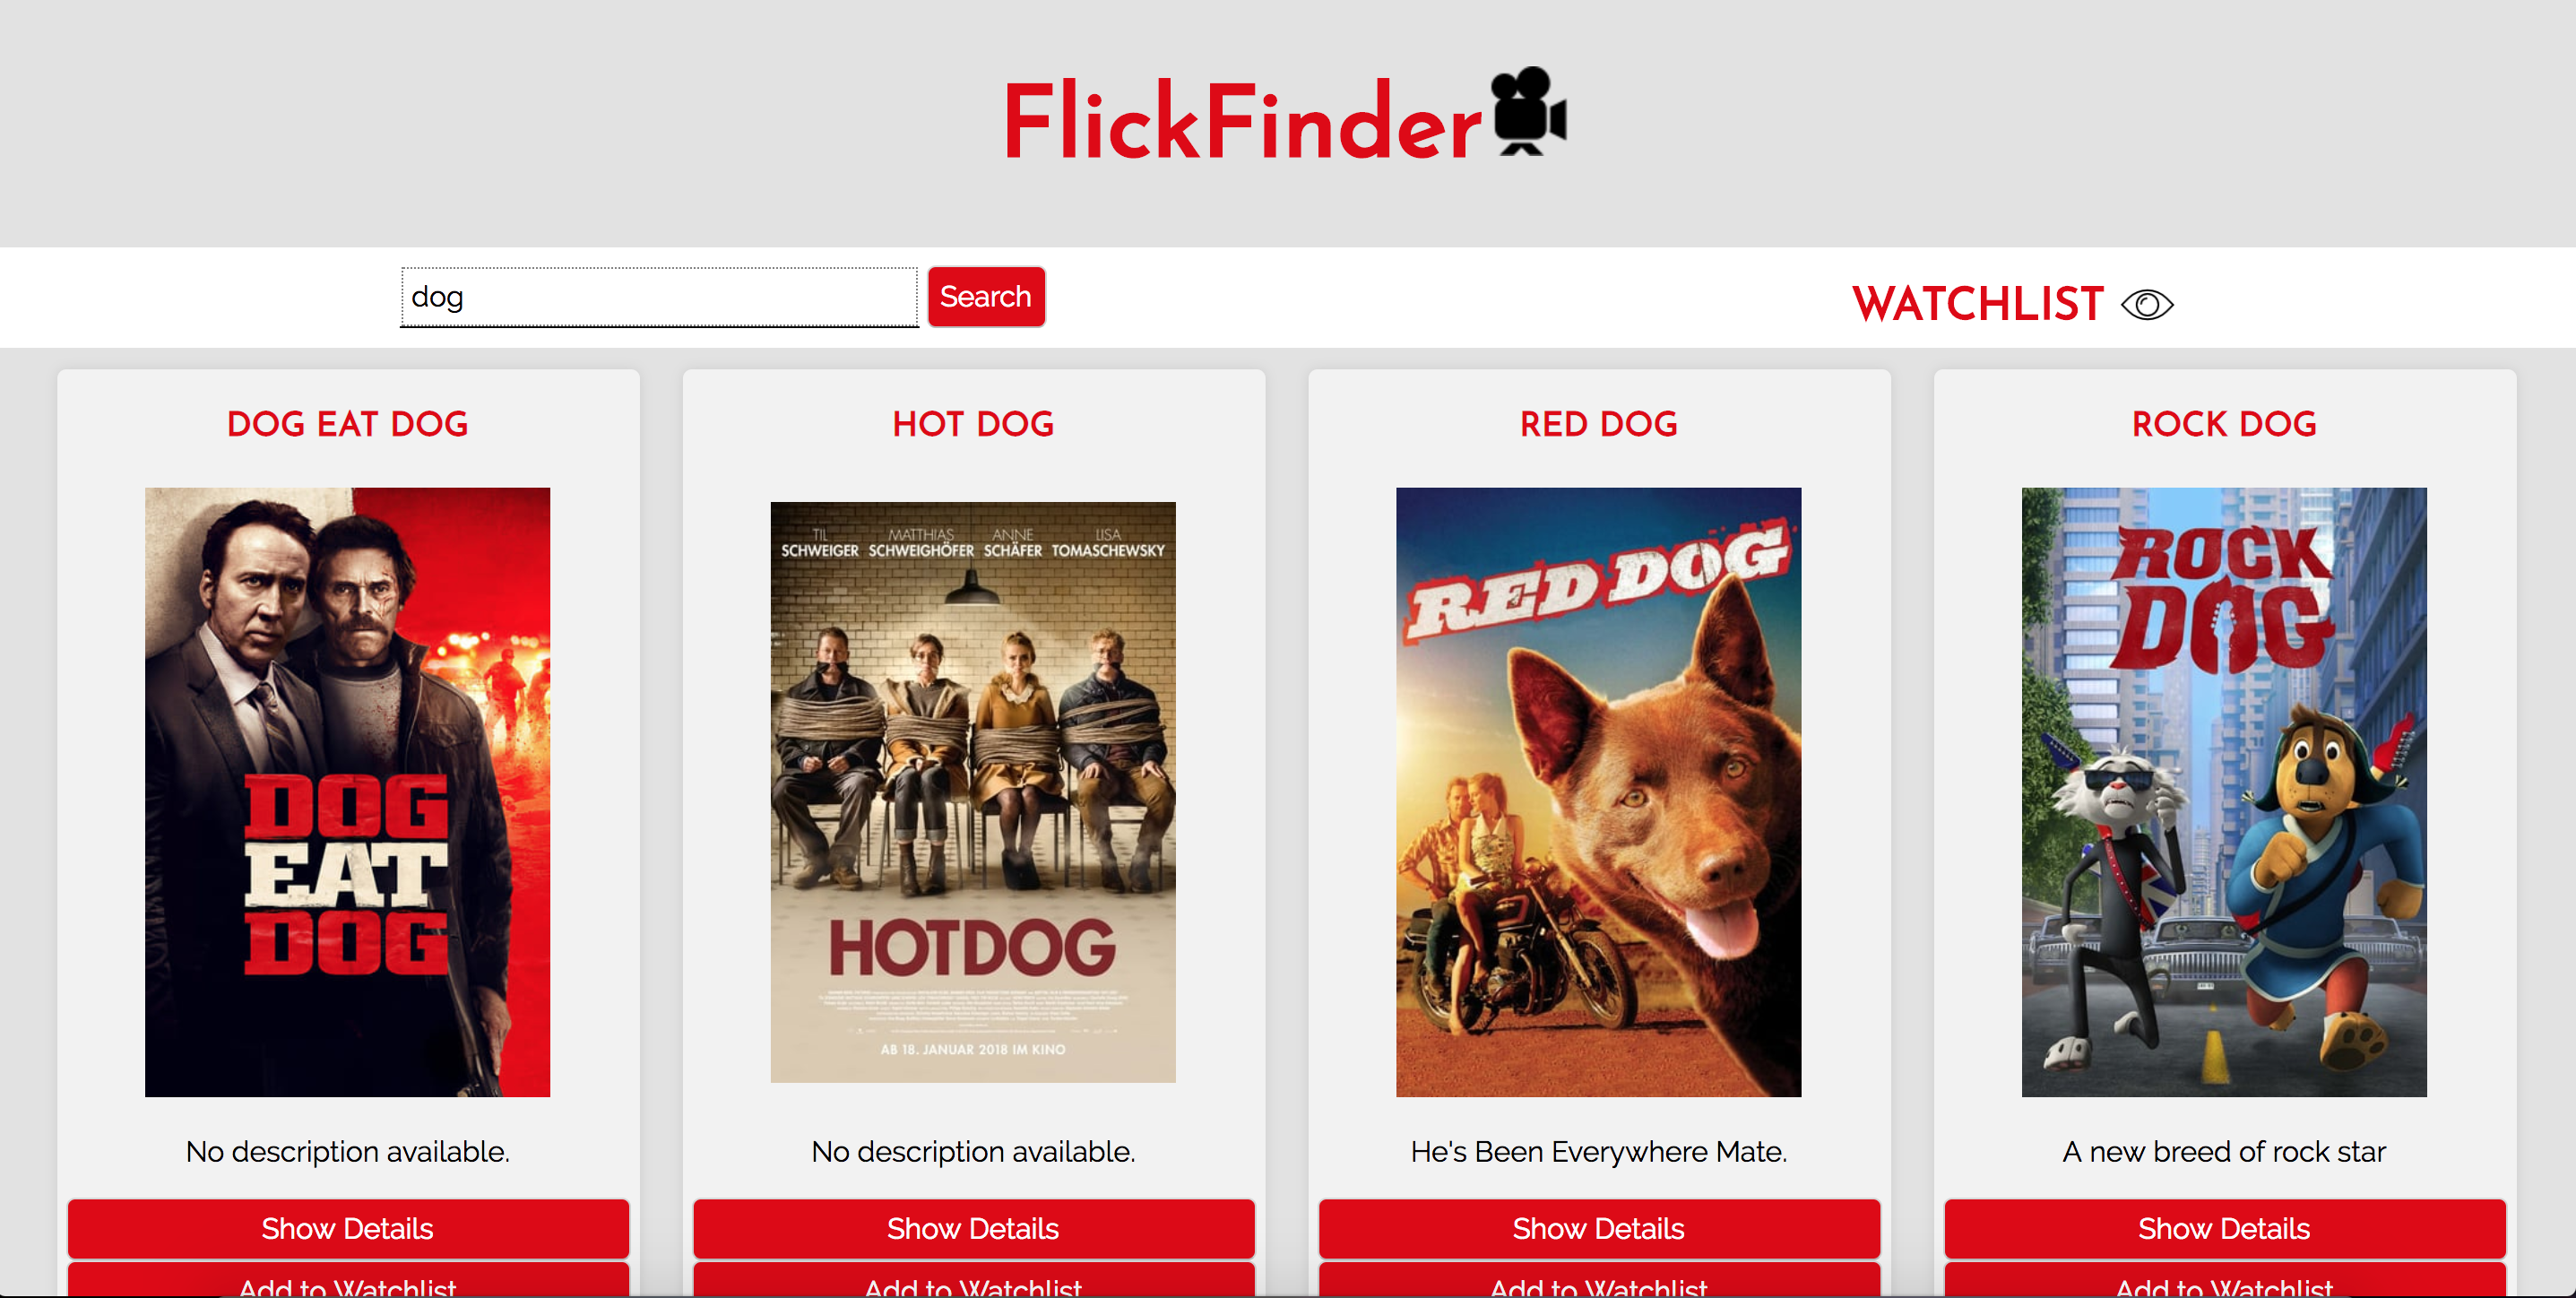 FlickFinder
dog
Search
WATCHLIST
DOG EAT DOG
HOT DOG
RED DOG
ROCK DOG
DOG
EAT
DOG
TIL SCHWEIGER
MATTHIAS SCHWEIGHÖFER
ANNE SCHÄFER
LISA TOMASCHEWSKY
HOTDOG
AB 18. JANUAR 2018 IM KINO
RED DOG
ROCK
DOG
No description available.
No description available.
He's Been Everywhere Mate.
A new breed of rock star
Show Details
Show Details
Show Details
Show Details
Add to Watchlist
Add to Watchlist
Add to Watchlist
Add to Watchlist